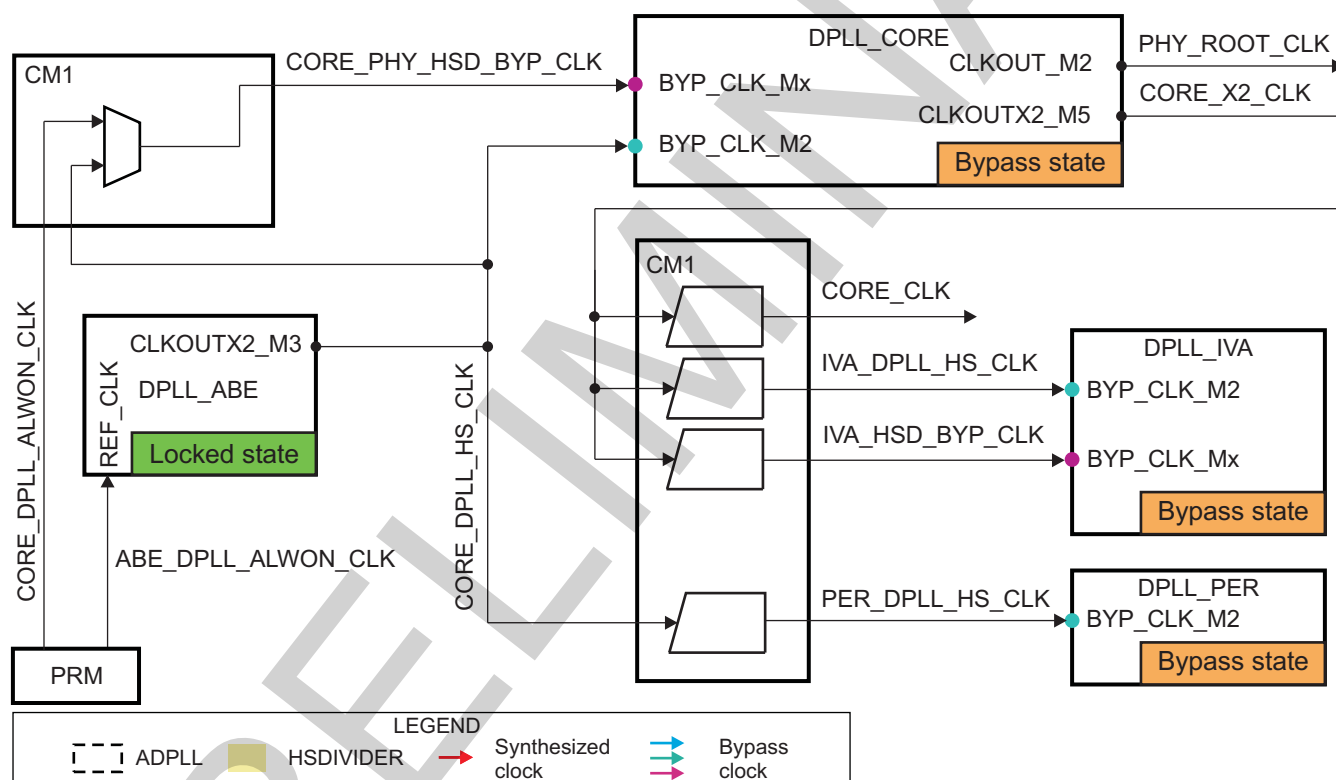 DPLL_CORE
CM1
CORE_PHY_HSD_BYP_CLK
BYP_CLK_Mx
CLKOUT_M2
PHY_ROOT_CLK
CLKOUTX2_M5
CORE_X2_CLK
BYP_CLK_M2
Bypass state
CM1
CORE_CLK
CORE_DPLL_ALWON_CLK
CLKOUTX2_M3
DPLL_ABE
REF_CLK
Locked state
CORE_DPLL_HS_CLK
IVA_DPLL_HS_CLK
DPLL_IVA
BYP_CLK_M2
IVA_HSD_BYP_CLK
BYP_CLK_Mx
Bypass state
ABE_DPLL_ALWON_CLK
PER_DPLL_HS_CLK
DPLL_PER
BYP_CLK_M2
Bypass state
PRM
LEGEND
ADPLL
HSDIVIDER
Synthesized
clock
Bypass
clock
PRELIMINA